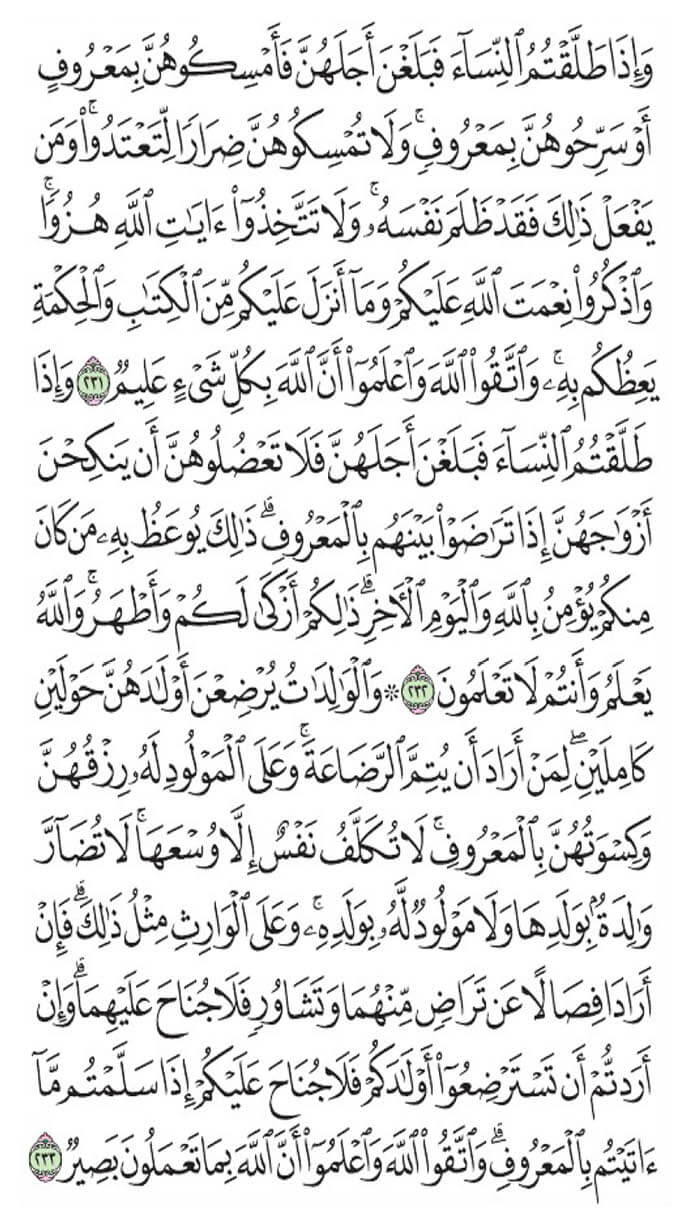 وَإِذَا طَلَّقْتُمُ ٱلنِّسَآءَ فَبَلَغْنَ أَجَلَهُنَّ فَأَمْسِكُوهُنَّ بِمَعْرُوفٍ
أَوْ سَرِّحُوهُنَّ بِمَعْرُوفٍۚ وَلَا تُمْسِكُوهُنَّ ضِرَارًا لِّتَعْتَدُوا۟ۚ وَمَن
يَفْعَلْ ذَٰلِكَ فَقَدْ ظَلَمَ نَفْسَهُۥۚ وَلَا تَتَّخِذُوٓا۟ ءَايَٰتِ ٱللَّهِ هُزُوًاۚ
وَٱذْكُرُوا۟ نِعْمَتَ ٱللَّهِ عَلَيْكُمْ وَمَآ أَنزَلَ عَلَيْكُم مِّنَ ٱلْكِتَٰبِ وَٱلْحِكْمَةِ
يَعِظُكُم بِهِۦۚ وَٱتَّقُوا۟ ٱللَّهَ وَٱعْلَمُوٓا۟ أَنَّ ٱللَّهَ بِكُلِّ شَىْءٍ عَلِيمٌ ٢٣١ وَإِذَا
طَلَّقْتُمُ ٱلنِّسَآءَ فَبَلَغْنَ أَجَلَهُنَّ فَلَا تَعْضُلُوهُنَّ أَن يَنكِحْنَ
أَزْوَٰجَهُنَّ إِذَا تَرَٰضَوْا۟ بَيْنَهُم بِٱلْمَعْرُوفِۗ ذَٰلِكَ يُوعَظُ بِهِۦ مَن كَانَ
مِنكُمْ يُؤْمِنُ بِٱللَّهِ وَٱلْيَوْمِ ٱلْءَاخِرِۗ ذَٰلِكُمْ أَزْكَىٰ لَكُمْ وَأَطْهَرُۚ وَٱللَّهُ
يَعْلَمُ وَأَنتُمْ لَا تَعْلَمُونَ ٢٣٢ ۞ وَٱلْوَٰلِدَٰتُ يُرْضِعْنَ أَوْلَٰدَهُنَّ حَوْلَيْنِ
كَامِلَيْنِۖ لِمَنْ أَرَادَ أَن يُتِمَّ ٱلرَّضَاعَةَۚ وَعَلَى ٱلْمَوْلُودِ لَهُۥ رِزْقُهُنَّ
وَكِسْوَتُهُنَّ بِٱلْمَعْرُوفِۚ لَا تُكَلَّفُ نَفْسٌ إِلَّا وُسْعَهَاۚ لَا تُضَآرَّ
وَٰلِدَةٌۢ بِوَلَدِهَا وَلَا مَوْلُودٌ لَّهُۥ بِوَلَدِهِۦۚ وَعَلَى ٱلْوَارِثِ مِثْلُ ذَٰلِكَۗ فَإِنْ
أَرَادَا فِصَالًا عَن تَرَاضٍ مِّنْهُمَا وَتَشَاوُرٍ فَلَا جُنَاحَ عَلَيْهِمَاۗ وَإِنْ
أَرَدتُّمْ أَن تَسْتَرْضِعُوٓا۟ أَوْلَٰدَكُمْ فَلَا جُنَاحَ عَلَيْكُمْ إِذَا سَلَّمْتُم مَّآ
ءَاتَيْتُم بِٱلْمَعْرُوفِۗ وَٱتَّقُوا۟ ٱللَّهَ وَٱعْلَمُوٓا۟ أَنَّ ٱللَّهَ بِمَا تَعْمَلُونَ بَصِيرٌ ٢٣٣